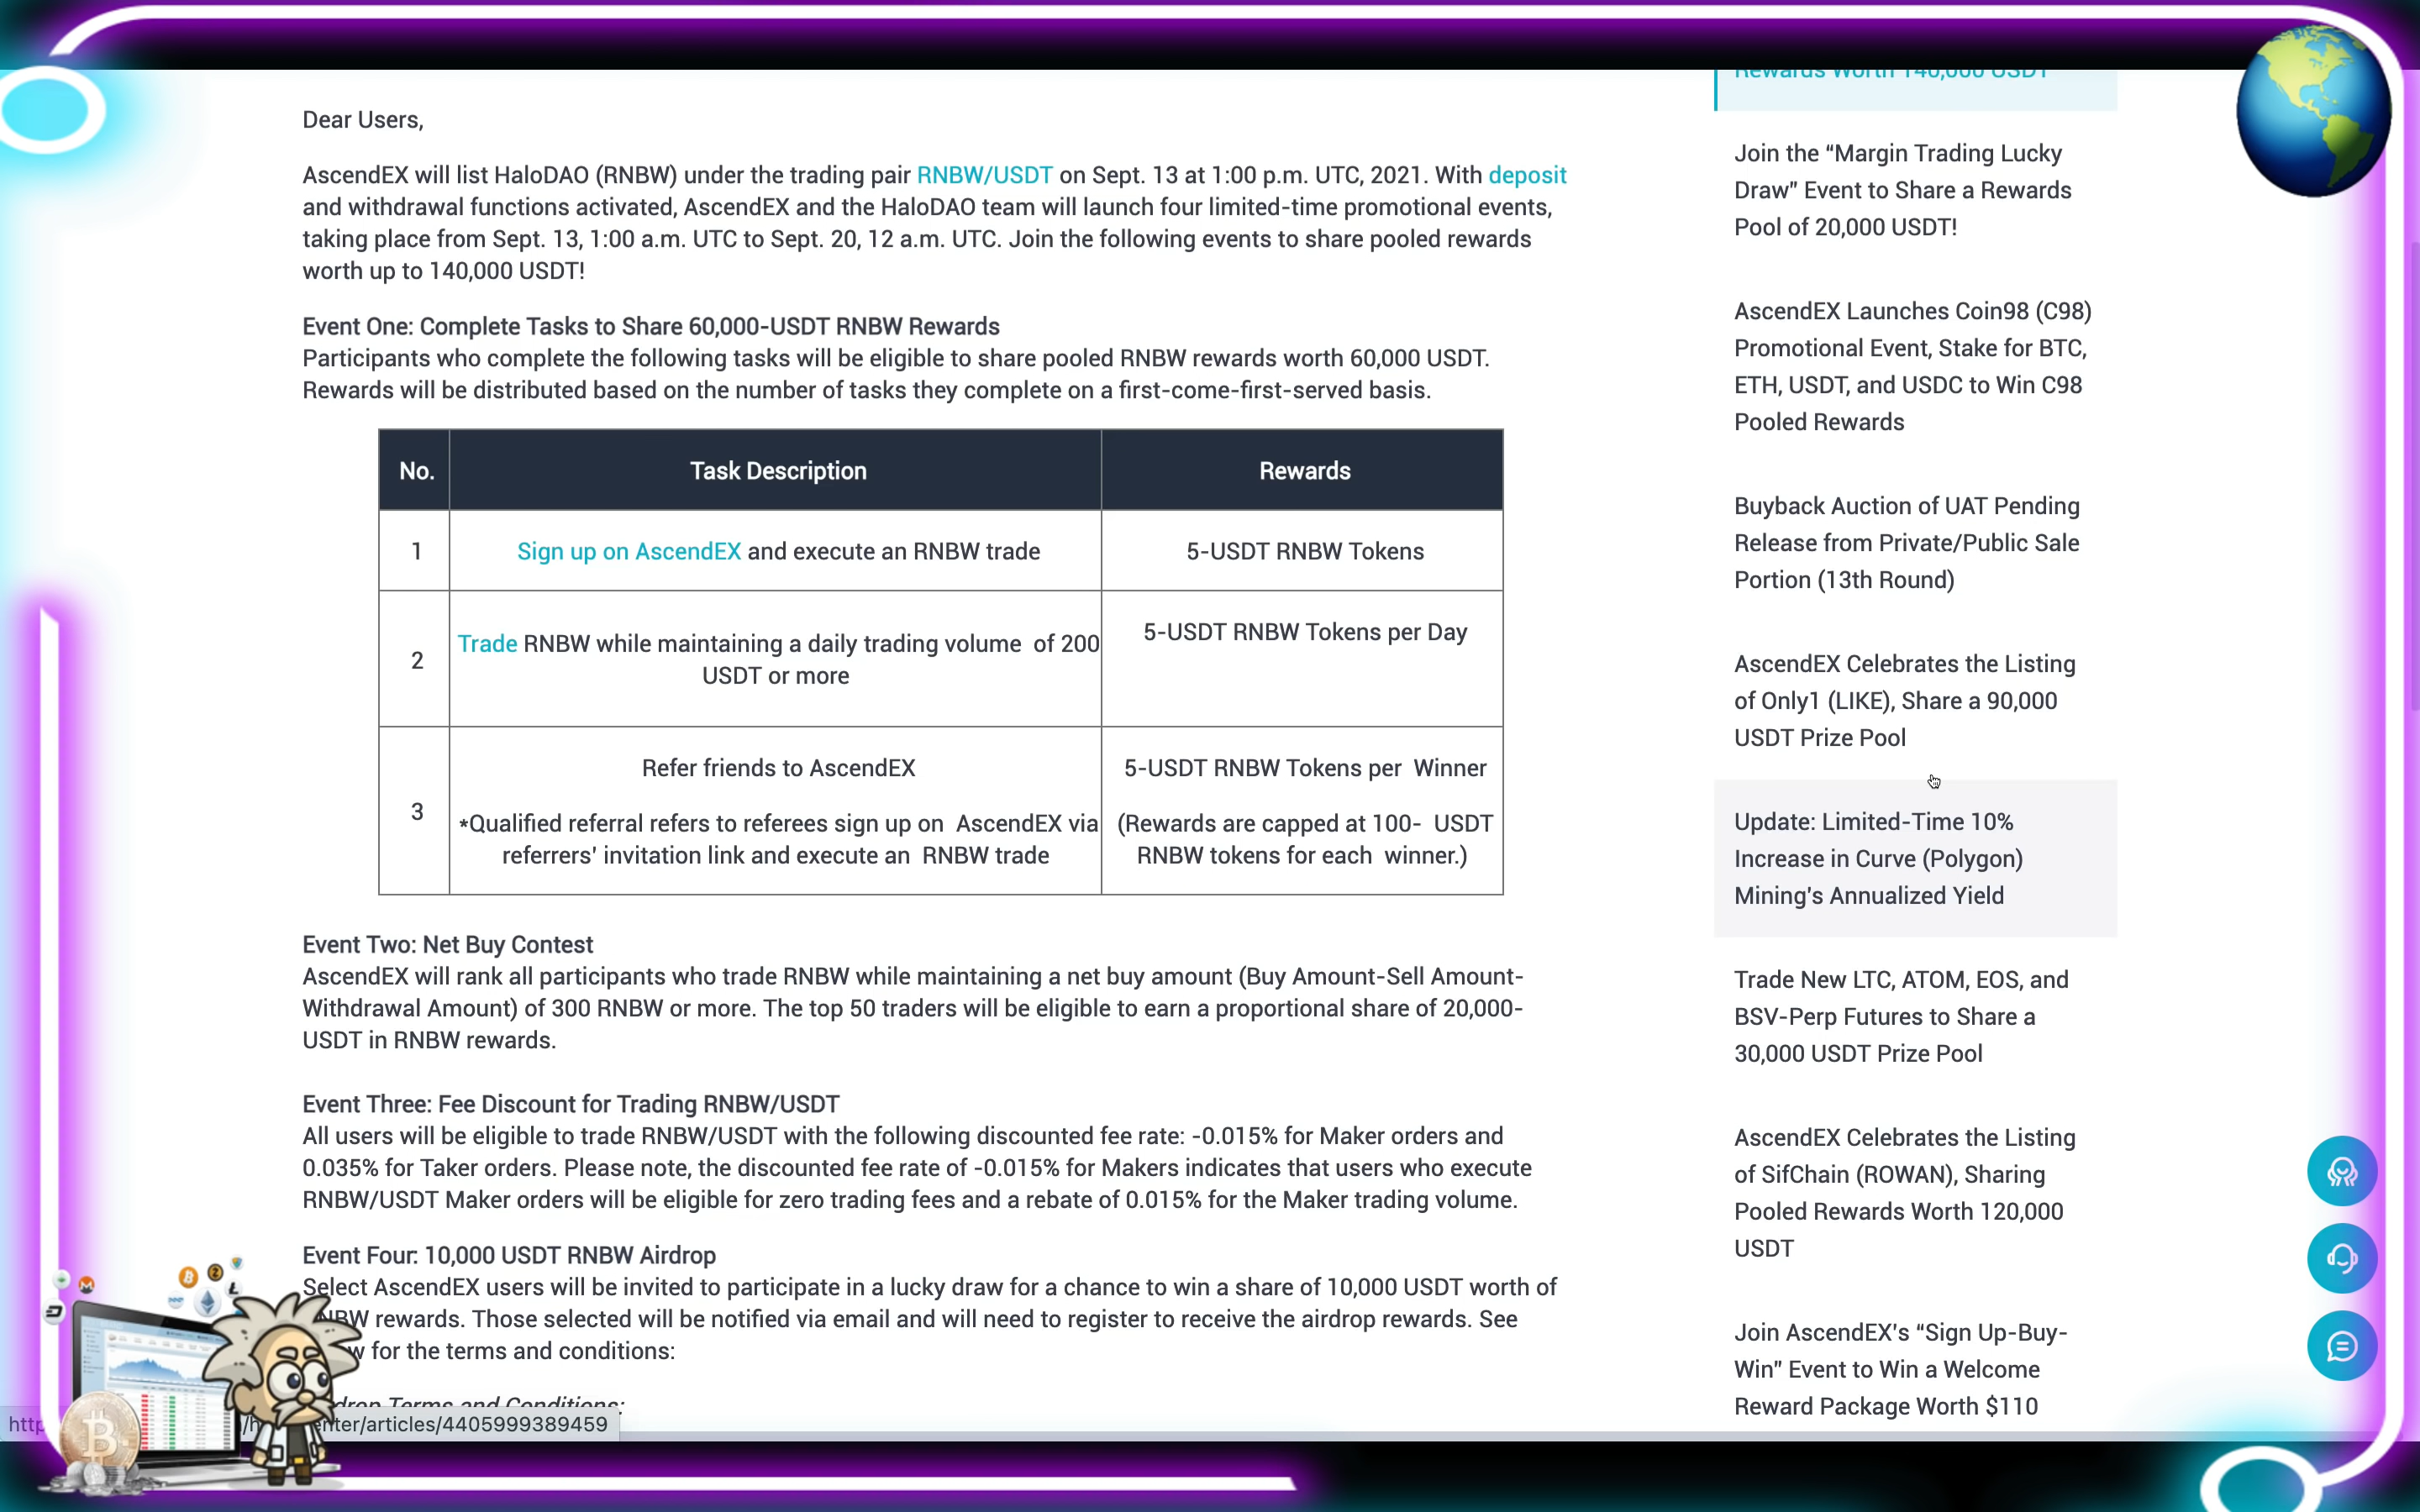 Dear Users,
AscendEX will list HaloDAO (RNBW) under the trading pair RNBW/USDT on Sept. 13 at 1:00 p.m. UTC, 2021. With deposit
and withdrawal functions activated, AscendEX and the HaloDAO team will launch four limited-time promotional events,
taking place from Sept. 13, 1:00 a.m. UTC to Sept. 20, 12 a.m. UTC. Join the following events to share pooled rewards
worth up to 140,000 USDT!
Event One: Complete Tasks to Share 60,000-USDT RNBW Rewards
Participants who complete the following tasks will be eligible to share pooled RNBW rewards worth 60,000 USDT.
Rewards will be distributed based on the number of tasks they complete on a first-come-first-served basis.
No. Task Description Rewards
1 Sign up on AscendEX and execute an RNBW trade 5-USDT RNBW Tokens
2 Trade RNBW while maintaining a daily trading volume of 200
USDT or more
5-USDT RNBW Tokens per Day
3 Refer friends to AscendEX
*Qualified referral refers to referees sign up on AscendEX via
referrers' invitation link and execute an RNBW trade
5-USDT RNBW Tokens per Winner
(Rewards are capped at 100- USDT
RNBW tokens for each winner.)
Event Two: Net Buy Contest
AscendEX will rank all participants who trade RNBW while maintaining a net buy amount (Buy Amount-Sell Amount-
Withdrawal Amount) of 300 RNBW or more. The top 50 traders will be eligible to earn a proportional share of 20,000-
USDT in RNBW rewards.
Event Three: Fee Discount for Trading RNBW/USDT
All users will be eligible to trade RNBW/USDT with the following discounted fee rate: -0.015% for Maker orders and
0.035% for Taker orders. Please note, the discounted fee rate of -0.015% for Makers indicates that users who execute
RNBW/USDT Maker orders will be eligible for zero trading fees and a rebate of 0.015% for the Maker trading volume.
Event Four: 10,000 USDT RNBW Airdrop
Select AscendEX users will be invited to participate in a lucky draw for a chance to win a share of 10,000 USDT worth of
rewards. Those selected will be notified via email and will need to register to receive the airdrop rewards. See
for the terms and conditions:
Terms and Conditions:
/articles/4405999389459
Rewards Worth 140,000 USDT
Join the “Margin Trading Lucky
Draw” Event to Share a Rewards
Pool of 20,000 USDT!
AscendEX Launches Coin98 (C98)
Promotional Event, Stake for BTC,
ETH, USDT, and USDC to Win C98
Pooled Rewards
Buyback Auction of UAT Pending
Release from Private/Public Sale
Portion (13th Round)
AscendEX Celebrates the Listing
of Only1 (LIKE), Share a 90,000
USDT Prize Pool
Update: Limited-Time 10%
Increase in Curve (Polygon)
Mining's Annualized Yield
Trade New LTC, ATOM, EOS, and
BSV-Perp Futures to Share a
30,000 USDT Prize Pool
AscendEX Celebrates the Listing
of SifChain (ROWAN), Sharing
Pooled Rewards Worth 120,000
USDT
Join AscendEX’s “Sign Up-Buy-
Win” Event to Win a Welcome
Reward Package Worth $110